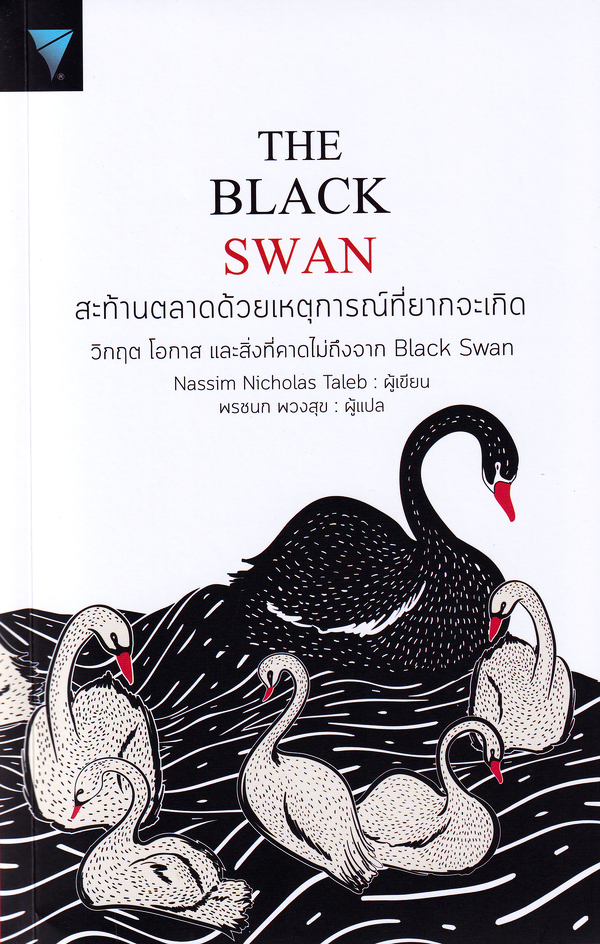 THE
BLACK
SWAN
สะท้านตลาดด้วยเหตุการณ์ที่ยากจะเกิด
วิกฤต โอกาส และสิ่งที่คาดไม่ถึงจาก Black Swan
Nassim Nicholas Taleb : ผู้เขียน
พรชนก พวงสุข : ผู้แปล
®